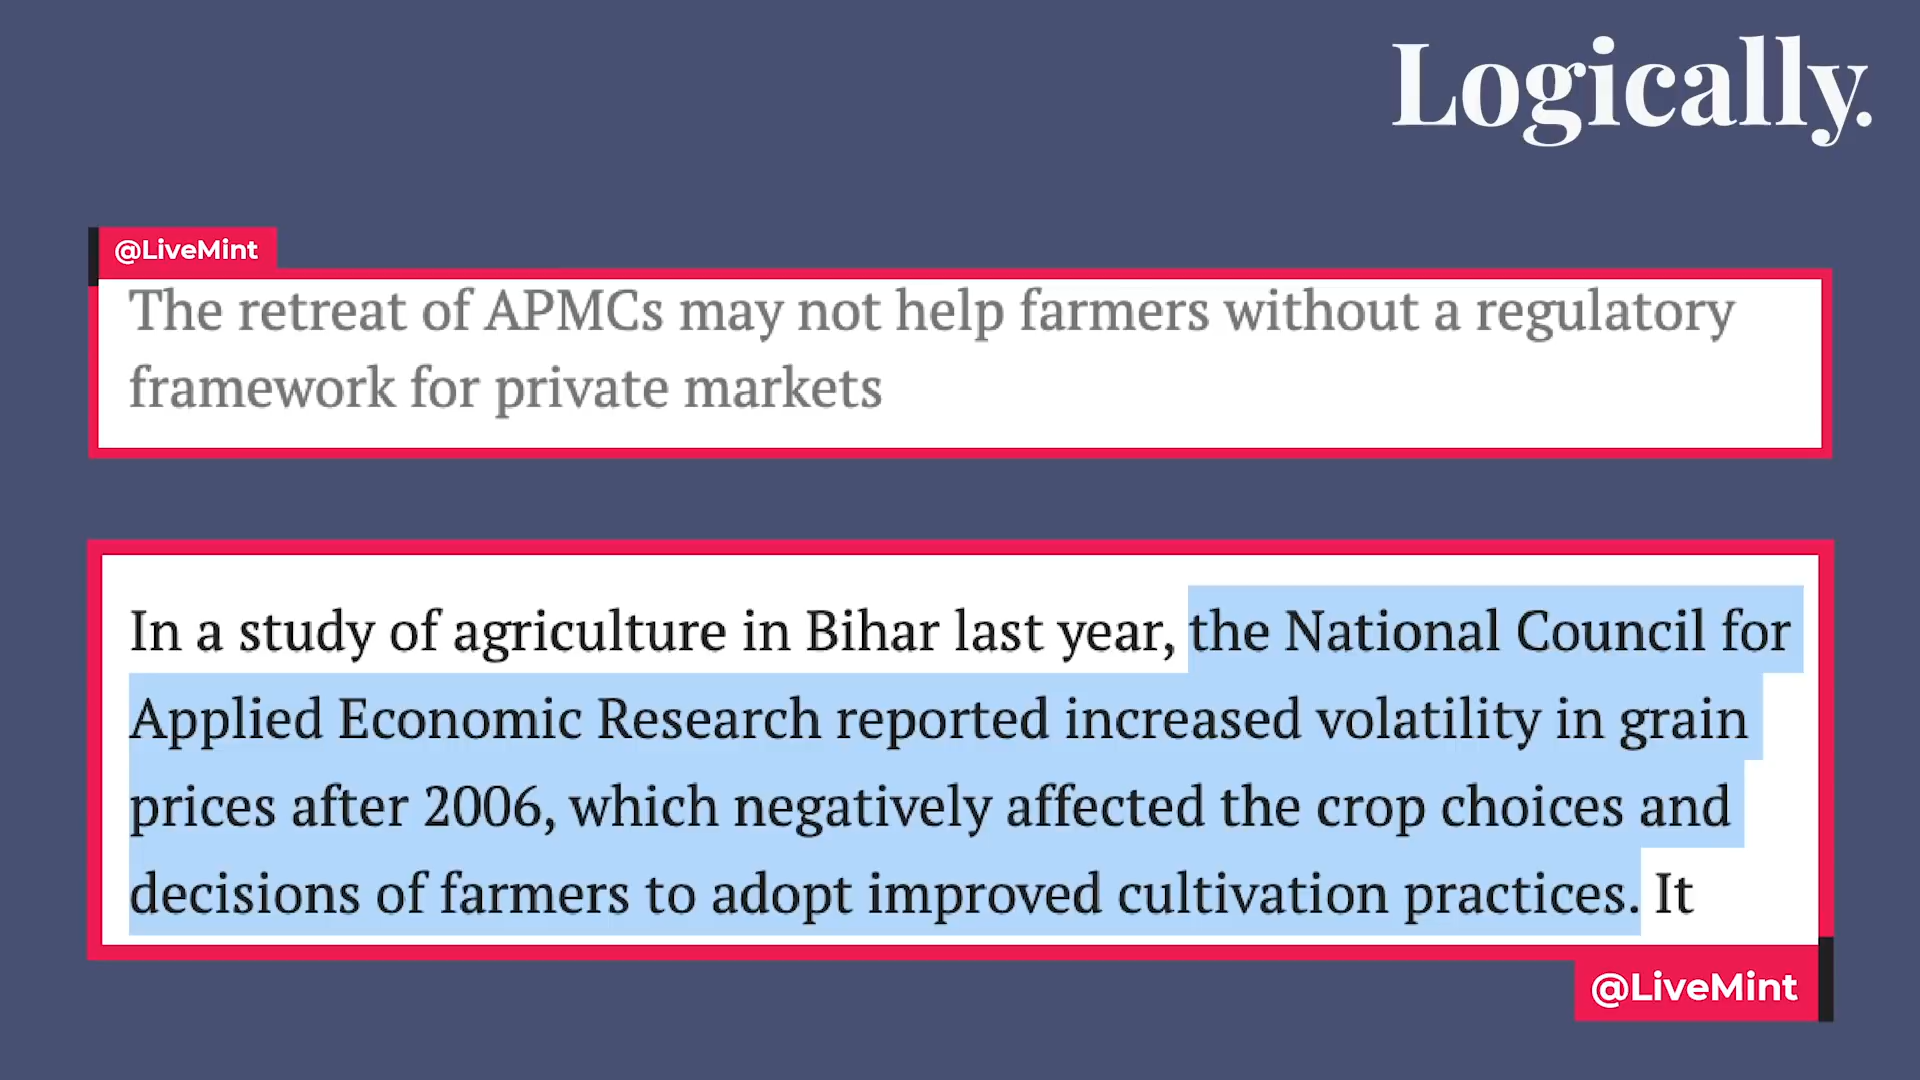 Logically.
@LiveMint
The retreat of APMCs may not help farmers without a regulatory
framework for private markets
In a study of agriculture in Bihar last year, the National Council for
Applied Economic Research reported increased volatility in grain
prices after 2006, which negatively affected the crop choices and
decisions of farmers to adopt improved cultivation practices. It
@LiveMint